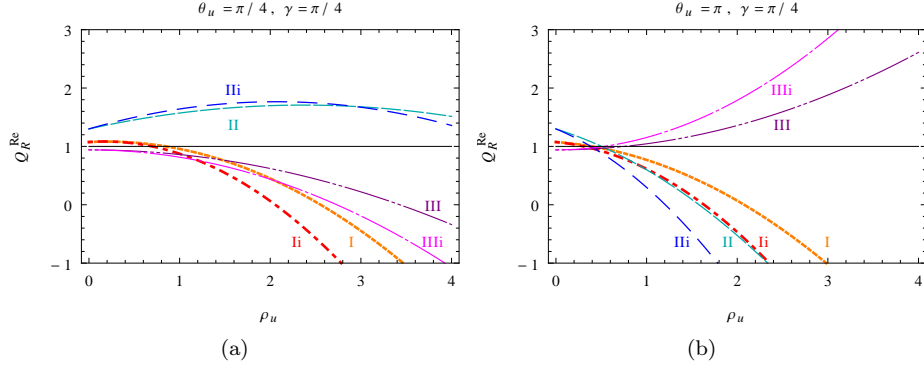 θ_u = π / 4 , γ = π / 4
3
2
1
0
− 1
Q_R^Re
IIi
II
III
Ii
I
IIIi
0
1
2
3
4
ρ_u
(a)
θ_u = π , γ = π / 4
3
2
1
0
− 1
Q_R^Re
IIIi
III
IIi
II
Ii
I
0
1
2
3
4
ρ_u
(b)